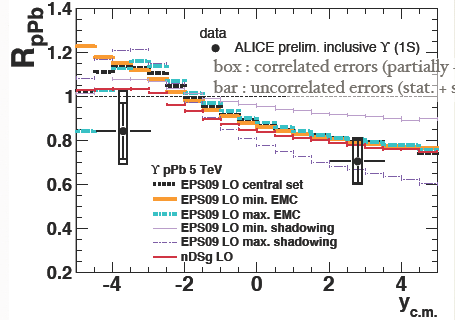 R_pPb
1.4
1.2
1
0.8
0.6
0.4
0.2
data
ALICE prelim. inclusive ϒ (1S)
box : correlated errors (partially
bar : uncorrelated errors (stat. + s
ϒ pPb 5 TeV
EPS09 LO central set
EPS09 LO min. EMC
EPS09 LO max. EMC
EPS09 LO min. shadowing
EPS09 LO max. shadowing
nDSg LO
-4 -2 0 2 4
y_c.m.